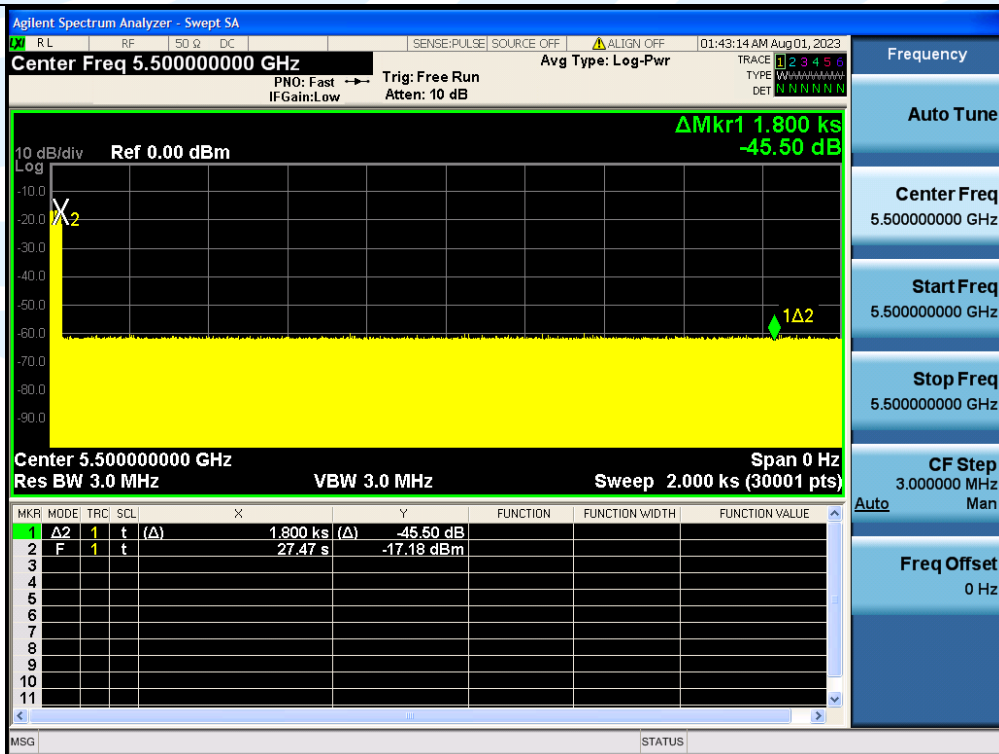 Agilent Spectrum Analyzer - Swept SA
LXI RL RF 50 Ω DC SENSE:PULSE SOURCE OFF ALIGN OFF 01:43:14 AM Aug 01, 2023
Center Freq 5.500000000 GHz
PNO: Fast
IFGain:Low
Trig: Free Run
Atten: 10 dB
Avg Type: Log-Pwr
TRACE 1 2 3 4 5 6
TYPE
DET N N N N N N
ΔMkr1 1.800 ks
-45.50 dB
10 dB/div Ref 0.00 dBm
Log
-10.0
-20.0
-30.0
-40.0
-50.0
-60.0
-70.0
-80.0
-90.0
X2
1Δ2
Center 5.500000000 GHz Span 0 Hz
Res BW 3.0 MHz VBW 3.0 MHz Sweep 2.000 ks (30001 pts)
MKR MODE TRC SCL X Y FUNCTION FUNCTION WIDTH FUNCTION VALUE
1 Δ2 1 t (Δ) 1.800 ks (Δ) -45.50 dB
2 F 1 t 27.47 s -17.18 dBm
3
4
5
6
7
8
9
10
11
MSG STATUS
Frequency
Auto Tune
Center Freq
5.500000000 GHz
Start Freq
5.500000000 GHz
Stop Freq
5.500000000 GHz
CF Step
3.000000 MHz
Auto Man
Freq Offset
0 Hz